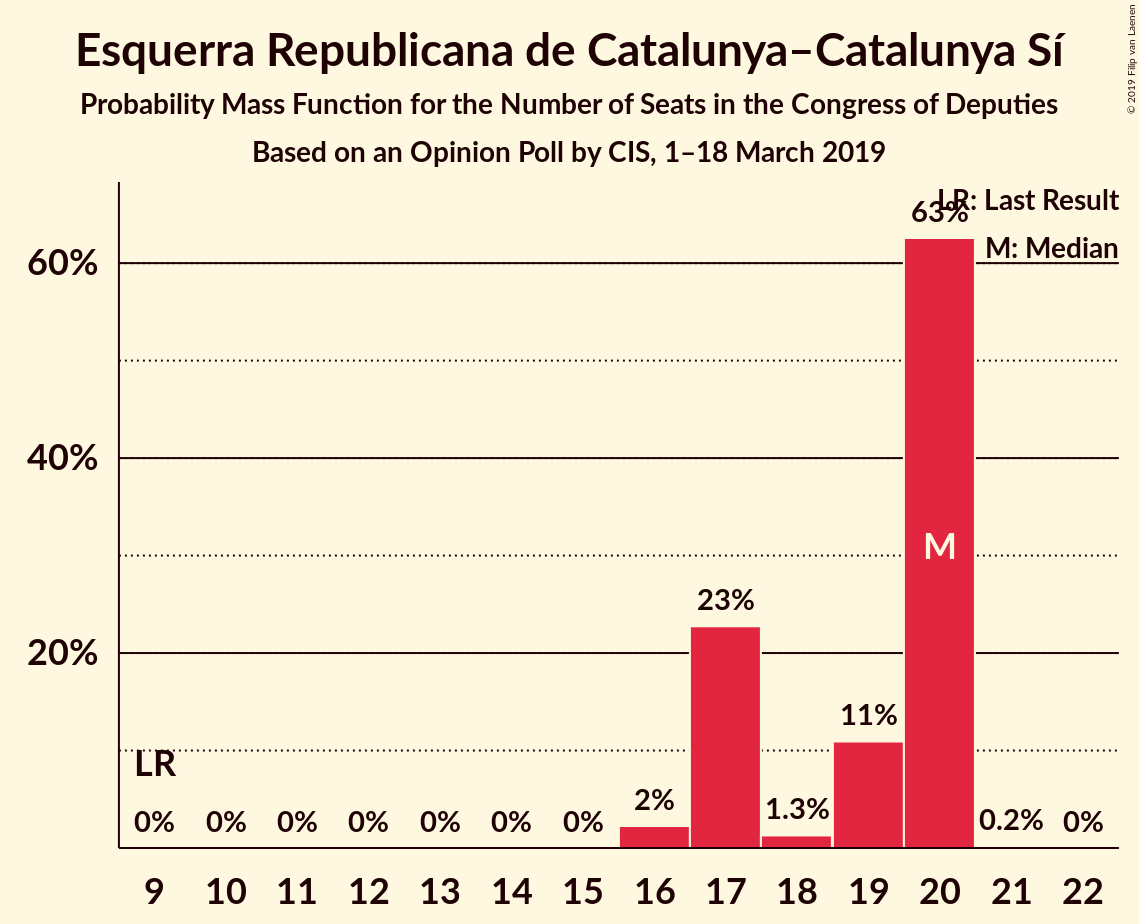 Esquerra Republicana de Catalunya–Catalunya Sí
Probability Mass Function for the Number of Seats in the Congress of Deputies
Based on an Opinion Poll by CIS, 1–18 March 2019
© 2019 Filip van Laenen
LR: Last Result
M: Median
60%
40%
20%
LR
0%
0%
0%
0%
0%
0%
0%
2%
23%
1.3%
11%
63%
M
0.2%
0%
9 10 11 12 13 14 15 16 17 18 19 20 21 22